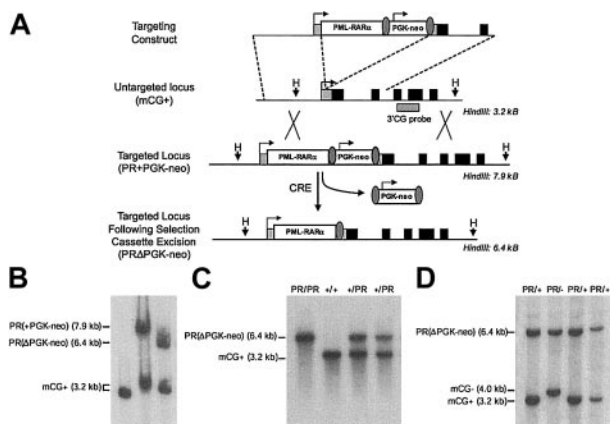 A
Targeting
Construct
PML-RARα
PGK-neo
Untargeted locus
(mCG+)
H
H
3'CG probe
HindIII: 3.2 kB
Targeted Locus
(PR+PGK-neo)
H
PML-RARα
PGK-neo
H
HindIII: 7.9 kB
CRE
PGK-neo
Targeted Locus
Following Selection
Cassette Excision
(PRΔPGK-neo)
H
PML-RARα
H
HindIII: 6.4 kB
B
PR(+PGK-neo) (7.9 kb)
PR(ΔPGK-neo) (6.4 kb)
mCG+ (3.2 kb)
C
PR/PR +/+ +/PR +/PR
PR(ΔPGK-neo) (6.4 kb)
mCG+ (3.2 kb)
D
PR/+ PR/- PR/+ PR/+
PR(ΔPGK-neo) (6.4 kb)
mCG- (4.0 kb)
mCG+ (3.2 kb)